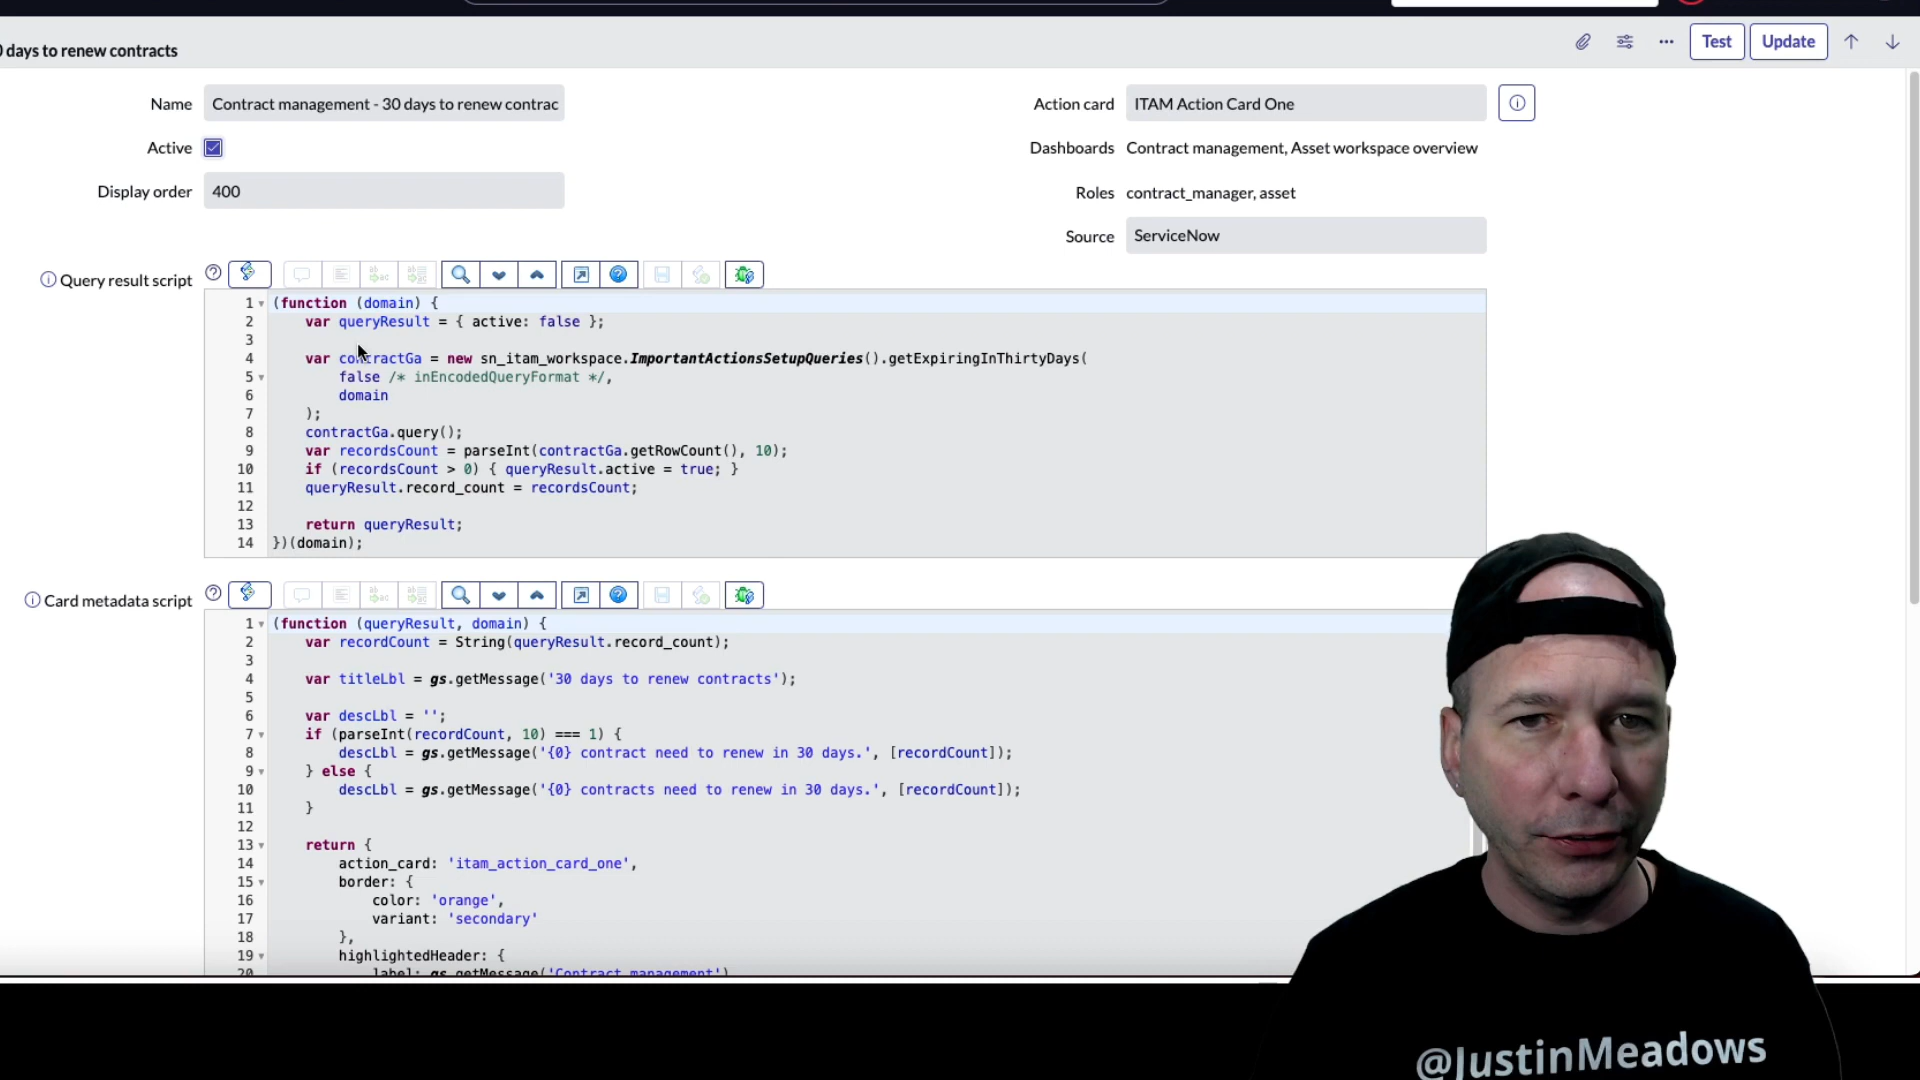 0 days to renew contracts
Test
Update
Name
Contract management - 30 days to renew contrac
Active
Display order
400
Action card
ITAM Action Card One
Dashboards
Contract management, Asset workspace overview
Roles
contract_manager, asset
Source
ServiceNow
Query result script
1 (function (domain) {
2 var queryResult = { active: false };
3
4 var contractGa = new sn_itam_workspace.ImportantActionsSetupQueries().getExpiringInThirtyDays(
5 false /* inEncodedQueryFormat */,
6 domain
7 );
8 contractGa.query();
9 var recordsCount = parseInt(contractGa.getRowCount(), 10);
10 if (recordsCount > 0) { queryResult.active = true; }
11 queryResult.record_count = recordsCount;
12
13 return queryResult;
14 })(domain);
Card metadata script
1 (function (queryResult, domain) {
2 var recordCount = String(queryResult.record_count);
3
4 var titleLbl = gs.getMessage('30 days to renew contracts');
5
6 var descLbl = '';
7 if (parseInt(recordCount, 10) === 1) {
8 descLbl = gs.getMessage('{0} contract need to renew in 30 days.', [recordCount]);
9 } else {
10 descLbl = gs.getMessage('{0} contracts need to renew in 30 days.', [recordCount]);
11 }
12
13 return {
14 action_card: 'itam_action_card_one',
15 border: {
16 color: 'orange',
17 variant: 'secondary'
18 },
19 highlightedHeader: {
20 label: gs.getMessage('Contract management')
@JustinMeadows